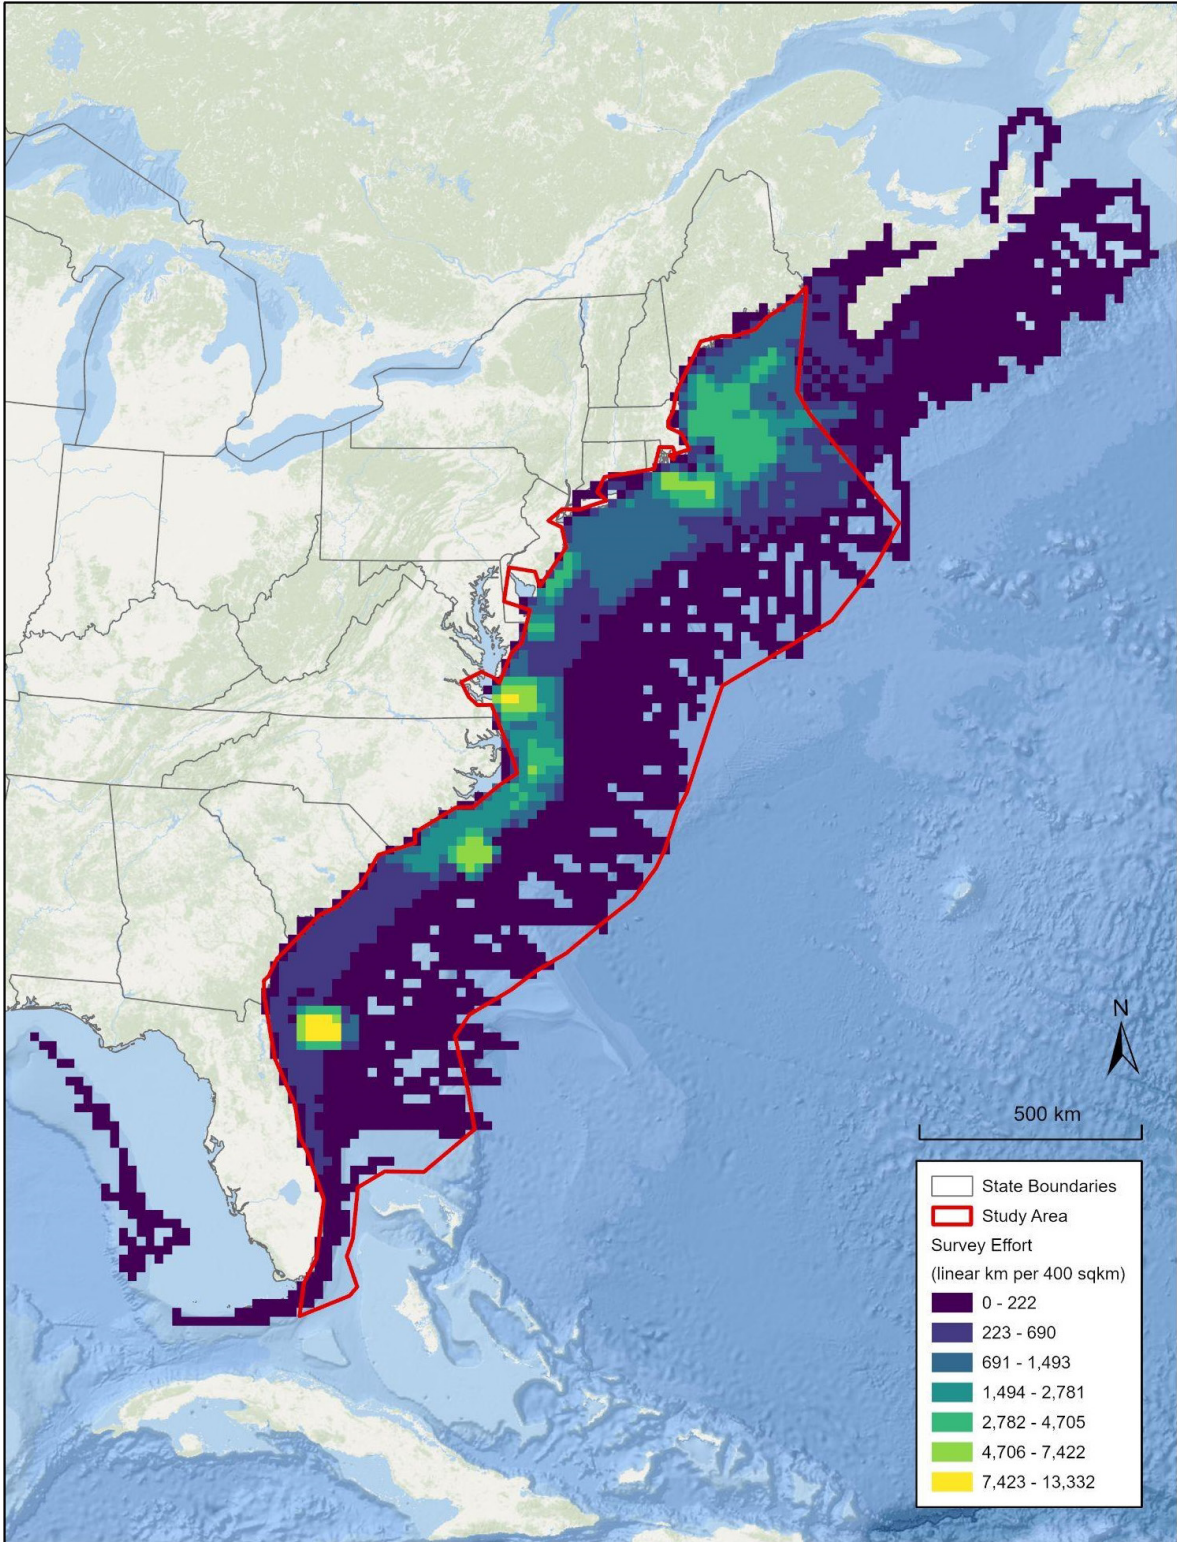 N
500 km
State Boundaries
Study Area
Survey Effort
(linear km per 400 sqkm)
0 - 222
223 - 690
691 - 1,493
1,494 - 2,781
2,782 - 4,705
4,706 - 7,422
7,423 - 13,332